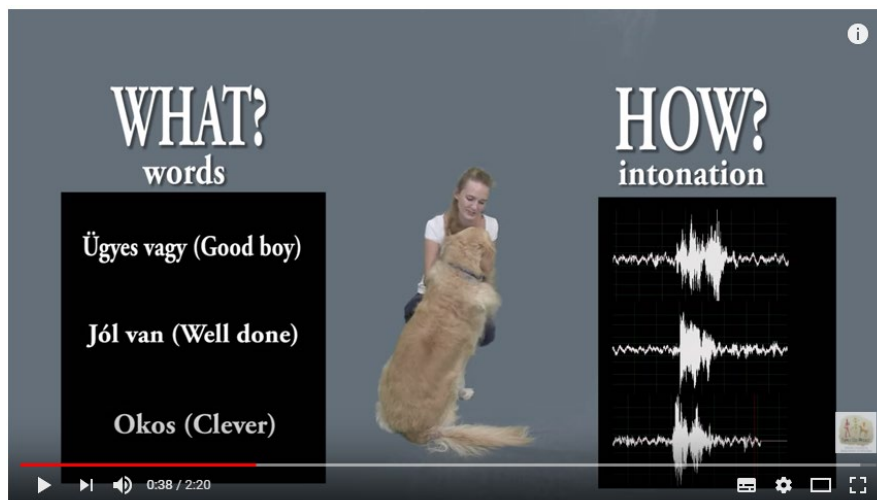 WHAT?
words
Ügyes vagy (Good boy)
Jól van (Well done)
Okos (Clever)
HOW?
intonation
0:38 / 2:20